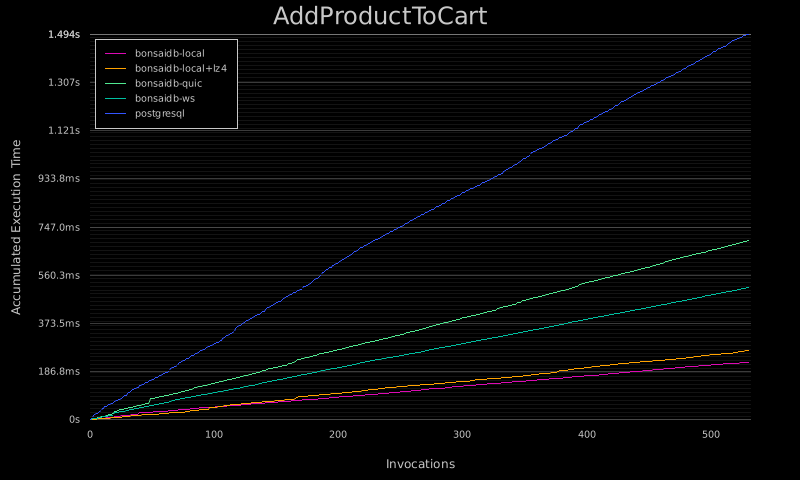 AddProductToCart
1.494s
1.307s
1.121s
933.8ms
747.0ms
560.3ms
373.5ms
186.8ms
0s
Accumulated Execution Time
bonsaidb-local
bonsaidb-local+lz4
bonsaidb-quic
bonsaidb-ws
postgresql
0 100 200 300 400 500
Invocations